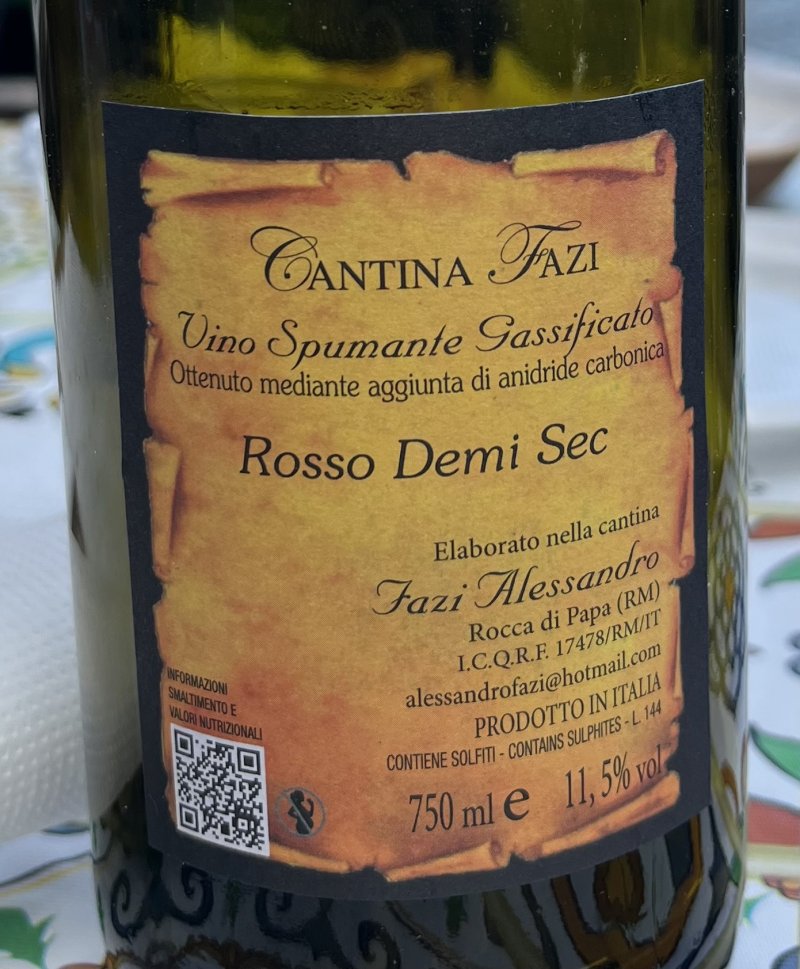 Cantina Fazi
Vino Spumante Gassificato
Ottenuto mediante aggiunta di anidride carbonica
Rosso Demi Sec
Elaborato nella cantina
Fazi Alessandro
Rocca di Papa (RM)
I.C.Q.R.F. 17478/RM/IT
alessandrofazi@hotmail.com
PRODOTTO IN ITALIA
CONTIENE SOLFITI - CONTAINS SULPHITES - L. 144
750 ml e 11, 5% vol
INFORMAZIONI
SMALTIMENTO E
VALORI NUTRIZIONALI